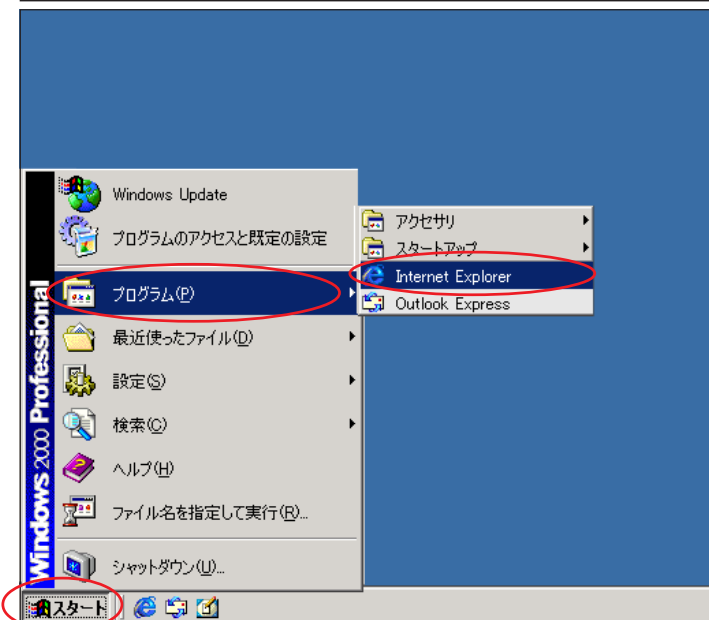 Windows Update
プログラムのアクセスと既定の設定
プログラム(P)
最近使ったファイル(D)
設定(S)
検索(C)
ヘルプ(H)
ファイル名を指定して実行(R)...
シャットダウン(U)...
Windows 2000 Professional
アクセサリ
スタートアップ
Internet Explorer
Outlook Express
スタート